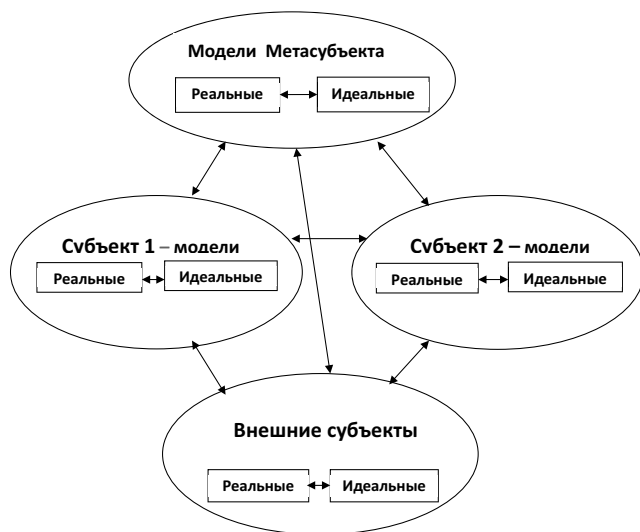 Модели Метасубъекта
Реальные Идеальные
Субъект 1 – модели
Реальные Идеальные
Субъект 2 – модели
Реальные Идеальные
Внешние субъекты
Реальные Идеальные